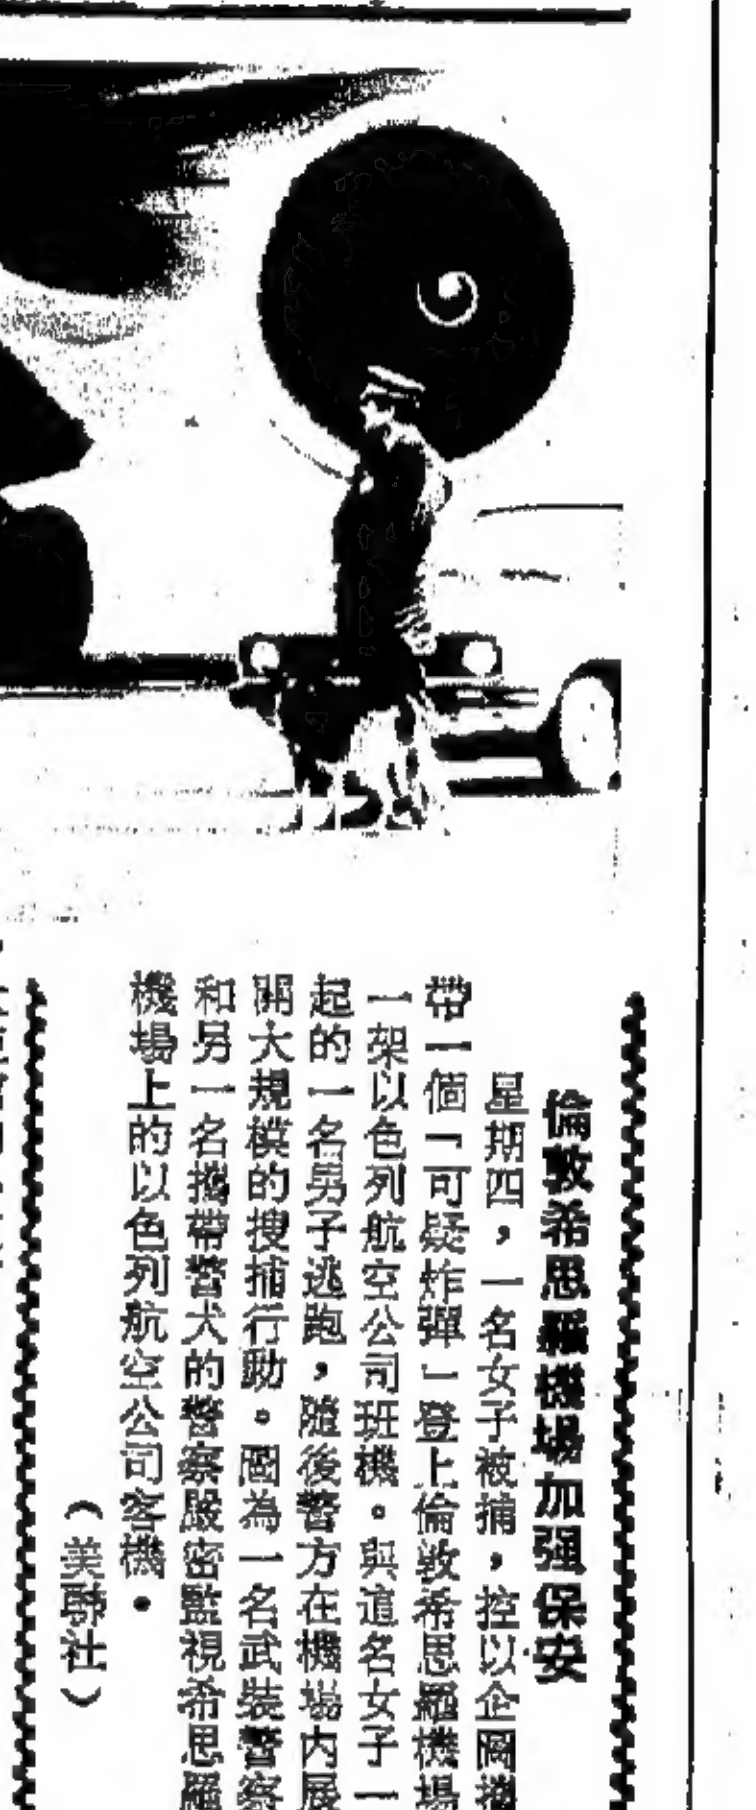 倫敦希思羅機場加强保安
星期四，一名女子被捕，控以企圖攜
帶一個「可疑炸彈」登上倫敦希思羅機場
一架以色列航空公司班機。與這名女子一
起的一名男子逃跑，隨後警方在機場內展
開大規模的搜捕行動。圖為一名武裝警察
和另一名攜帶警犬的警察嚴密監視希思羅
機場上的以色列航空公司客機。
（美聯社）